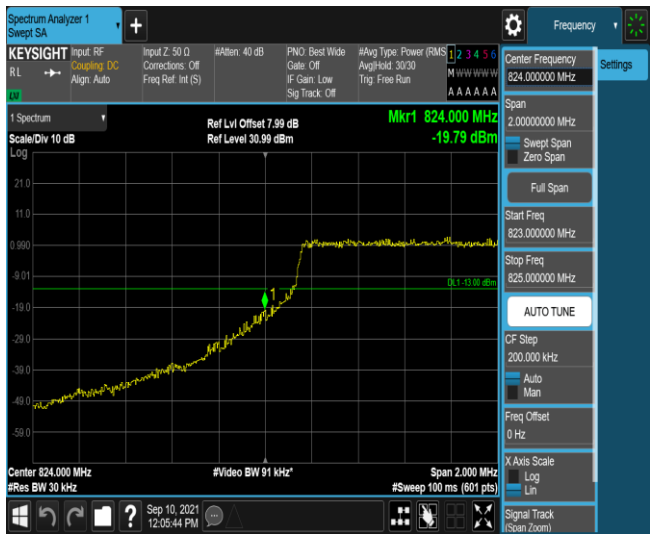 Spectrum Analyzer 1
Swept SA
Frequency
KEYSIGHT
Input: RF
Coupling: DC
Align: Auto
Input Z: 50 Ω
Corrections: Off
Freq Ref: Int (S)
#Atten: 40 dB
PNO: Best Wide
Gate: Off
IF Gain: Low
Sig Track: Off
#Avg Type: Power (RMS
Avg|Hold: 30/30
Trig: Free Run
1 2 3 4 5 6
M W W W W W
A A A A A A
R L
LXI
1 Spectrum
Scale/Div 10 dB
Log
Ref Lvl Offset 7.99 dB
Ref Level 30.99 dBm
Mkr1 824.000 MHz
-19.79 dBm
21.0
11.0
0.990
-9.01
DL1 -13.00 dBm
1
-19.0
-29.0
-39.0
-49.0
-59.0
Center 824.000 MHz
#Video BW 91 kHz*
Span 2.000 MHz
#Res BW 30 kHz
#Sweep 100 ms (601 pts)
Sep 10, 2021
12:05:44 PM
Center Frequency
824.000000 MHz
Settings
Span
2.00000000 MHz
Swept Span
Zero Span
Full Span
Start Freq
823.000000 MHz
Stop Freq
825.000000 MHz
AUTO TUNE
CF Step
200.000 kHz
Auto
Man
Freq Offset
0 Hz
X Axis Scale
Log
Lin
Signal Track
(Span Zoom)